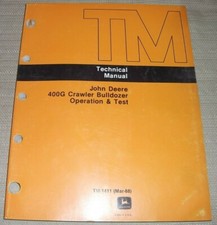 TM
Technical
Manual
John Deere
400G Crawler Bulldozer
Operation & Test